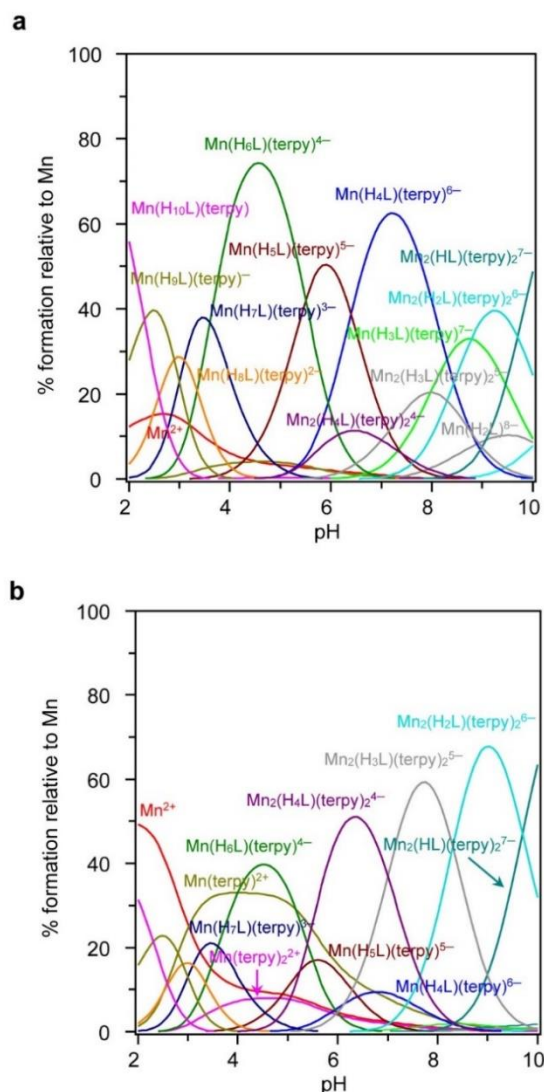 a
% formation relative to Mn
100
80
60
40
20
0
Mn(H₆L)(terpy)⁴⁻
Mn(H₁₀L)(terpy)
Mn(H₄L)(terpy)⁶⁻
Mn(H₅L)(terpy)⁵⁻
Mn₂(HL)(terpy)₂⁷⁻
Mn(H₉L)(terpy)⁻
Mn₂(H₂L)(terpy)₂⁶⁻
Mn(H₇L)(terpy)³⁻
Mn(H₃L)(terpy)⁷⁻
Mn(H₈L)(terpy)²⁻
Mn₂(H₃L)(terpy)₂⁵⁻
Mn²⁺
Mn₂(H₄L)(terpy)₂⁴⁻
Mn(H₂L)⁸⁻
2 4 6 8 10
pH
b
% formation relative to Mn
100
80
60
40
20
0
Mn₂(H₂L)(terpy)₂⁶⁻
Mn₂(H₃L)(terpy)₂⁵⁻
Mn²⁺
Mn₂(H₄L)(terpy)₂⁴⁻
Mn(H₆L)(terpy)⁴⁻
Mn₂(HL)(terpy)₂⁷⁻
Mn(terpy)²⁺
Mn(H₇L)(terpy)³⁻
Mn(terpy)₂²⁺
Mn(H₅L)(terpy)⁵⁻
Mn(H₄L)(terpy)⁶⁻
2 4 6 8 10
pH